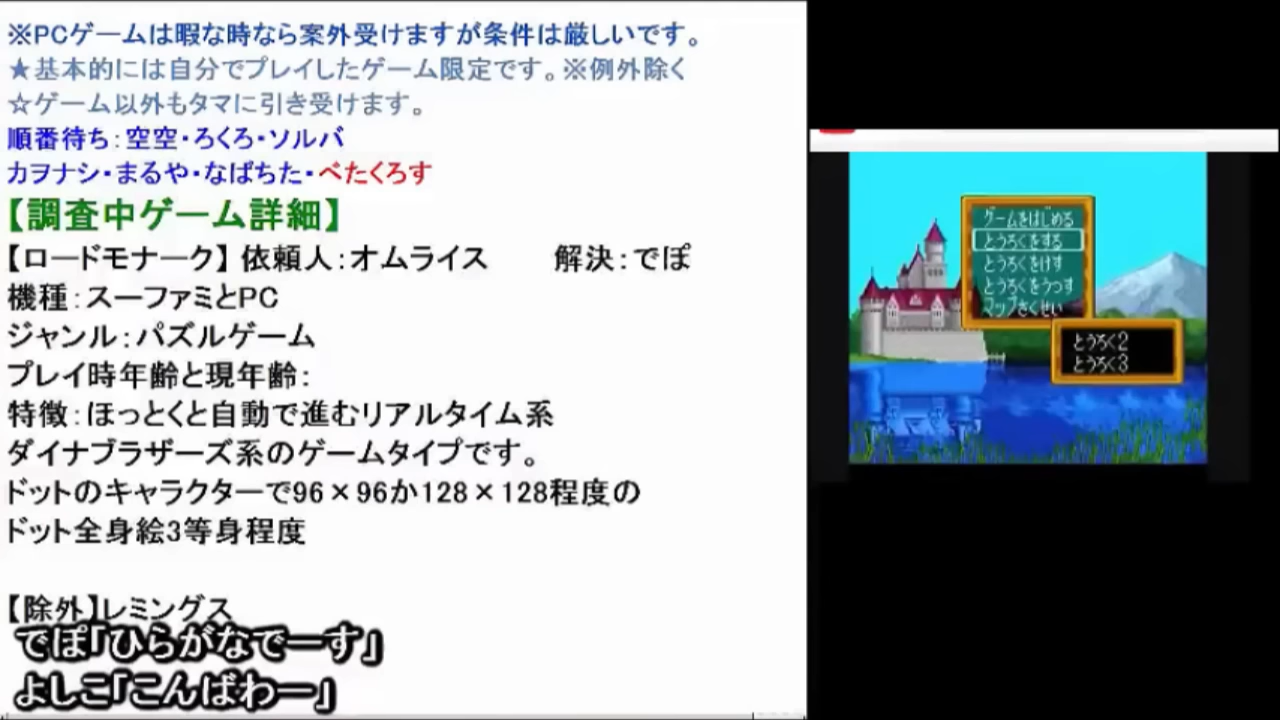 ※PCゲームは暇な時なら案外受けますが条件は厳しいです。
★基本的には自分でプレイしたゲーム限定です。※例外除く
☆ゲーム以外もタマに引き受けます。
順番待ち:空空・ろくろ・ソルバ
カヲナシ・まるや・なばちた・べたくろす
【調査中ゲーム詳細】
【ロードモナーク】依頼人:オムライス 解決:でぽ
機種:スーファミとPC
ジャンル:パズルゲーム
プレイ時年齢と現年齢:
特徴:ほっとくと自動で進むリアルタイム系
ダイナブラザーズ系のゲームタイプです。
ドットのキャラクターで96×96か128×128程度の
ドット全身絵3等身程度
【除外】レミングス
でぽ「ひらがなでーす」
よしこ「こんばわー」
ゲームをはじめる
とうろくをする
とうろくをけす
とうろくをうつす
マップさくせい
とうろく2
とうろく3